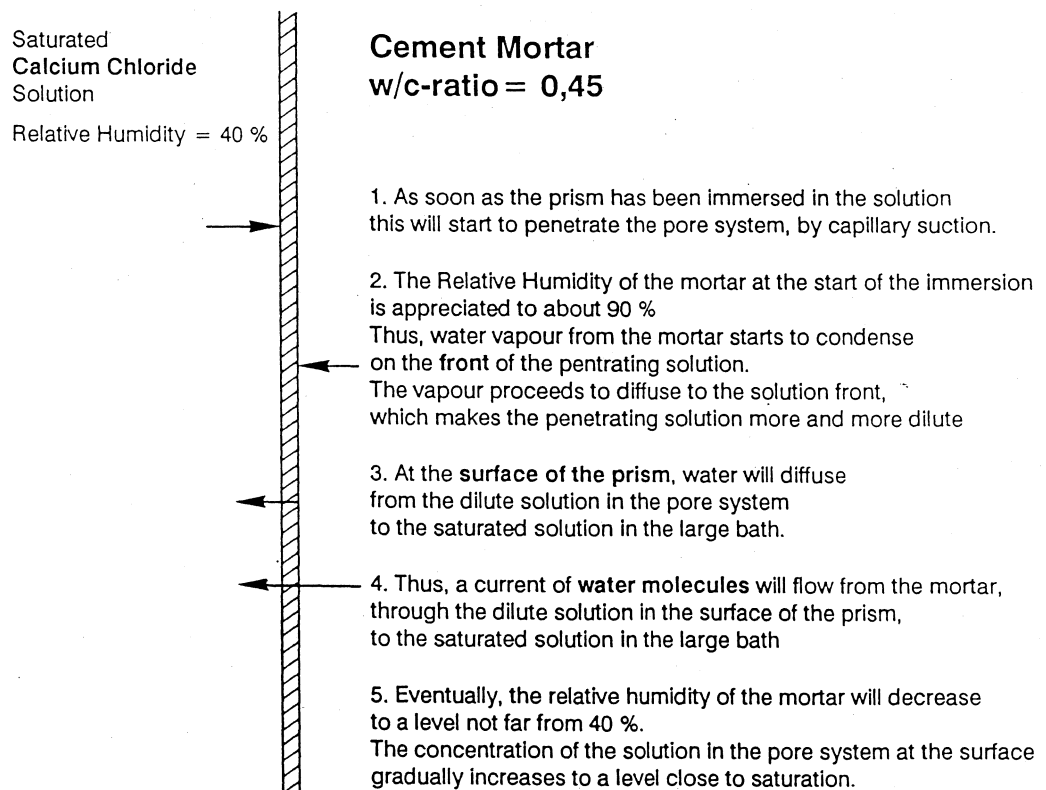 Saturated
Calcium Chloride
Solution
Relative Humidity = 40 %
Cement Mortar
w/c-ratio = 0,45
1. As soon as the prism has been immersed in the solution
this will start to penetrate the pore system, by capillary suction.
2. The Relative Humidity of the mortar at the start of the immersion
is appreciated to about 90 %
Thus, water vapour from the mortar starts to condense
on the front of the pentrating solution.
The vapour proceeds to diffuse to the solution front,
which makes the penetrating solution more and more dilute
3. At the surface of the prism, water will diffuse
from the dilute solution in the pore system
to the saturated solution in the large bath.
4. Thus, a current of water molecules will flow from the mortar,
through the dilute solution in the surface of the prism,
to the saturated solution in the large bath
5. Eventually, the relative humidity of the mortar will decrease
to a level not far from 40 %.
The concentration of the solution in the pore system at the surface
gradually increases to a level close to saturation.